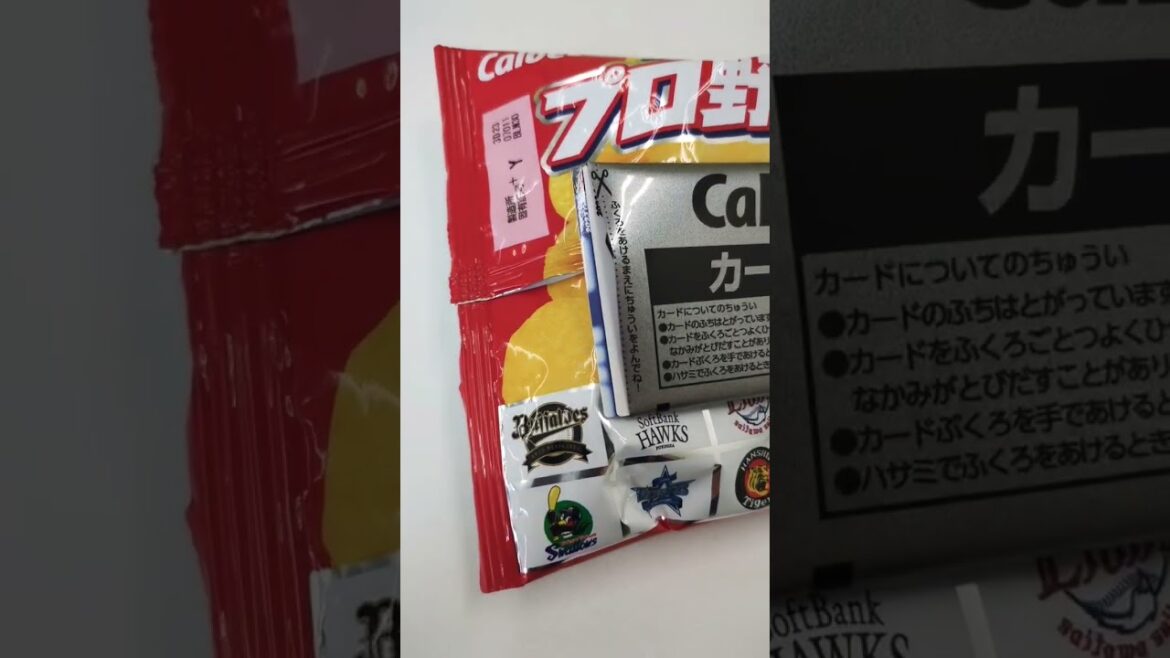 Calbe
プロ野
Cal
カー
ふくろをあけるまえにちゅういをよんでね!
カードについてのちゅうい
●カードのふちはとがっています
●カードをふくろごとつよくひ
なかみがとびだすことがあり
●カードぶくろを手であけると
●ハサミでふくろをあけるとき
Buffaloes
SoftBank
HAWKS
Lions
HANSHIN
Tigers
Swallows
カー
カードについてのちゅうい
●カードのふちはとがっています
●カードをふくろごとつよくひ
なかみがとびだすことがあり
●カードぶくろを手であけると
●ハサミでふくろをあけるとき
SoftBank
HAWKS
Lions